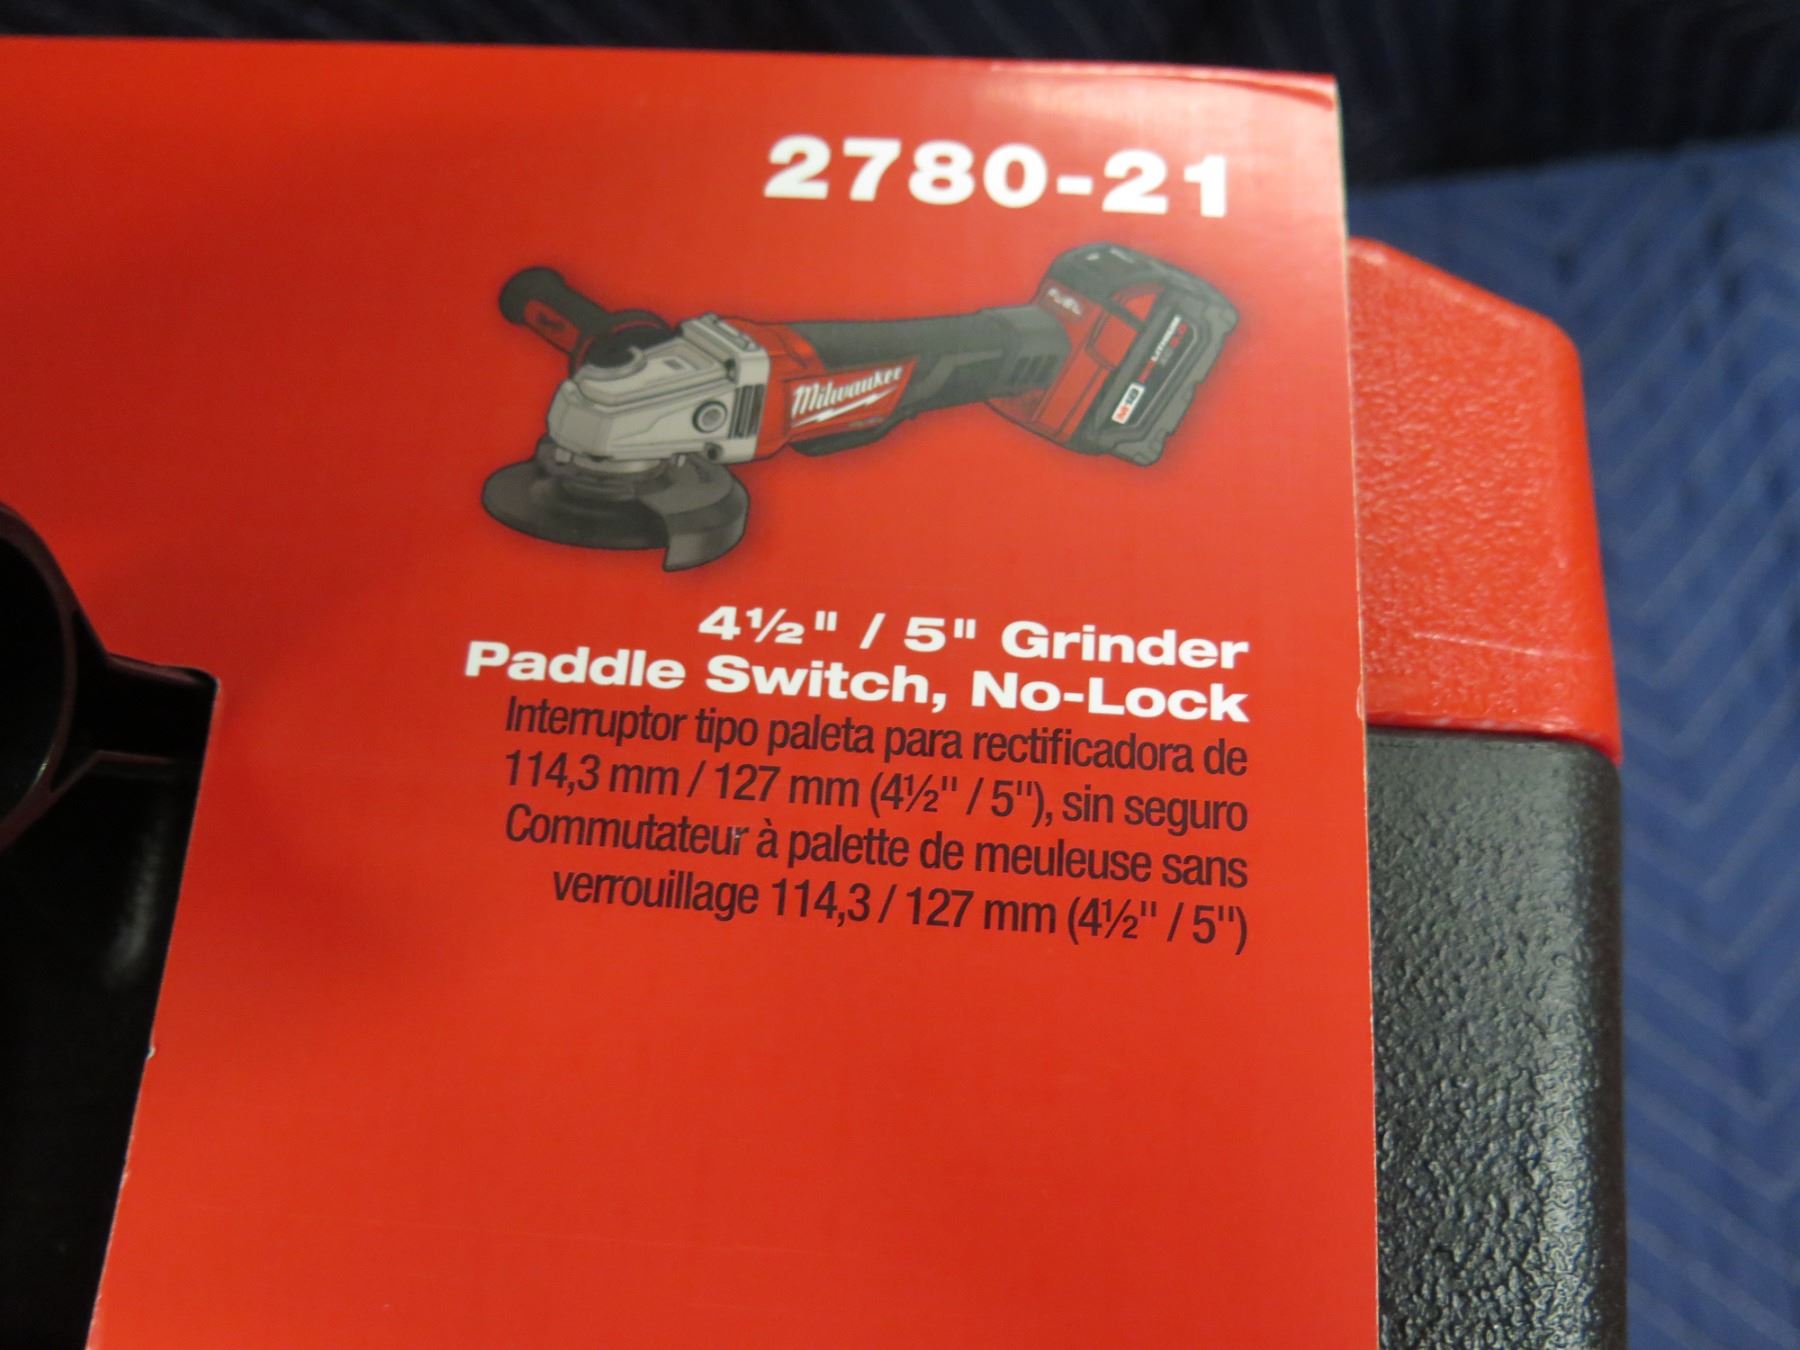 2780-21
FUEL
Milwaukee
M18
4½" / 5" Grinder
Paddle Switch, No-Lock
Interruptor tipo paleta para rectificadora de
114,3 mm / 127 mm (4½" / 5"), sin seguro
Commutateur à palette de meuleuse sans
verrouillage 114,3 / 127 mm (4½" / 5")